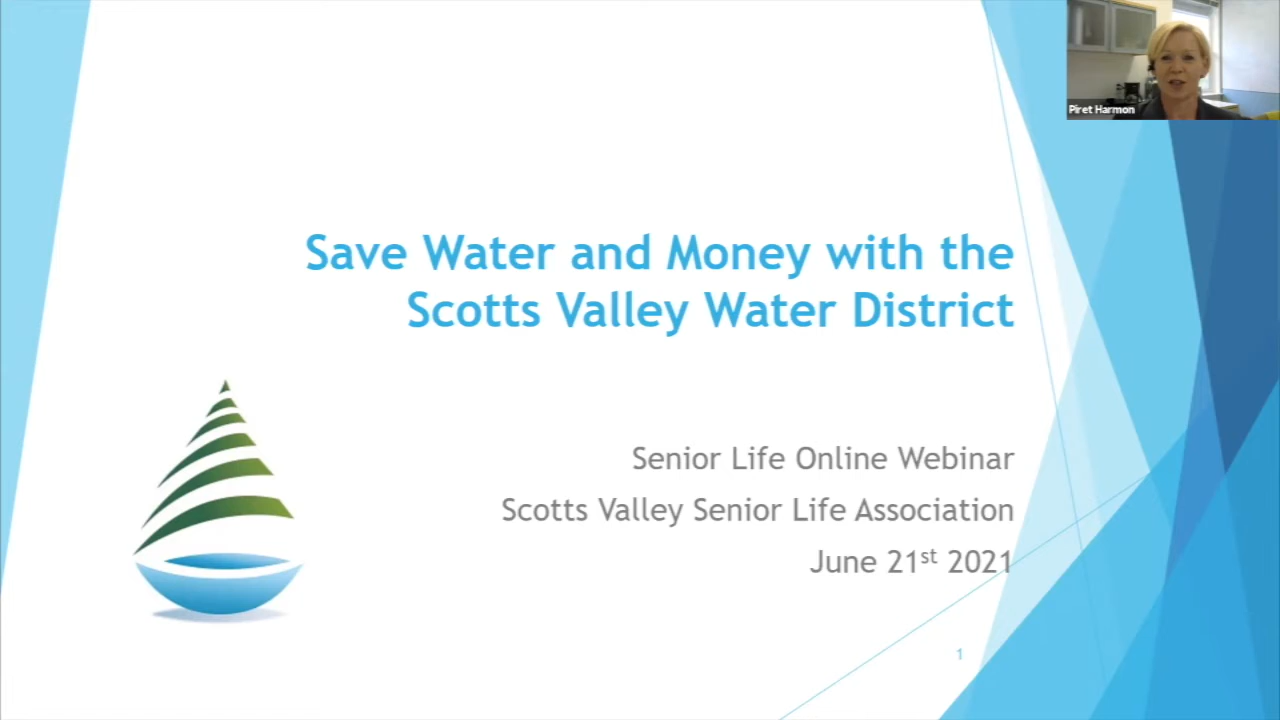 Piret Harmon
Save Water and Money with the
Scotts Valley Water District
Senior Life Online Webinar
Scotts Valley Senior Life Association
June 21st 2021
1